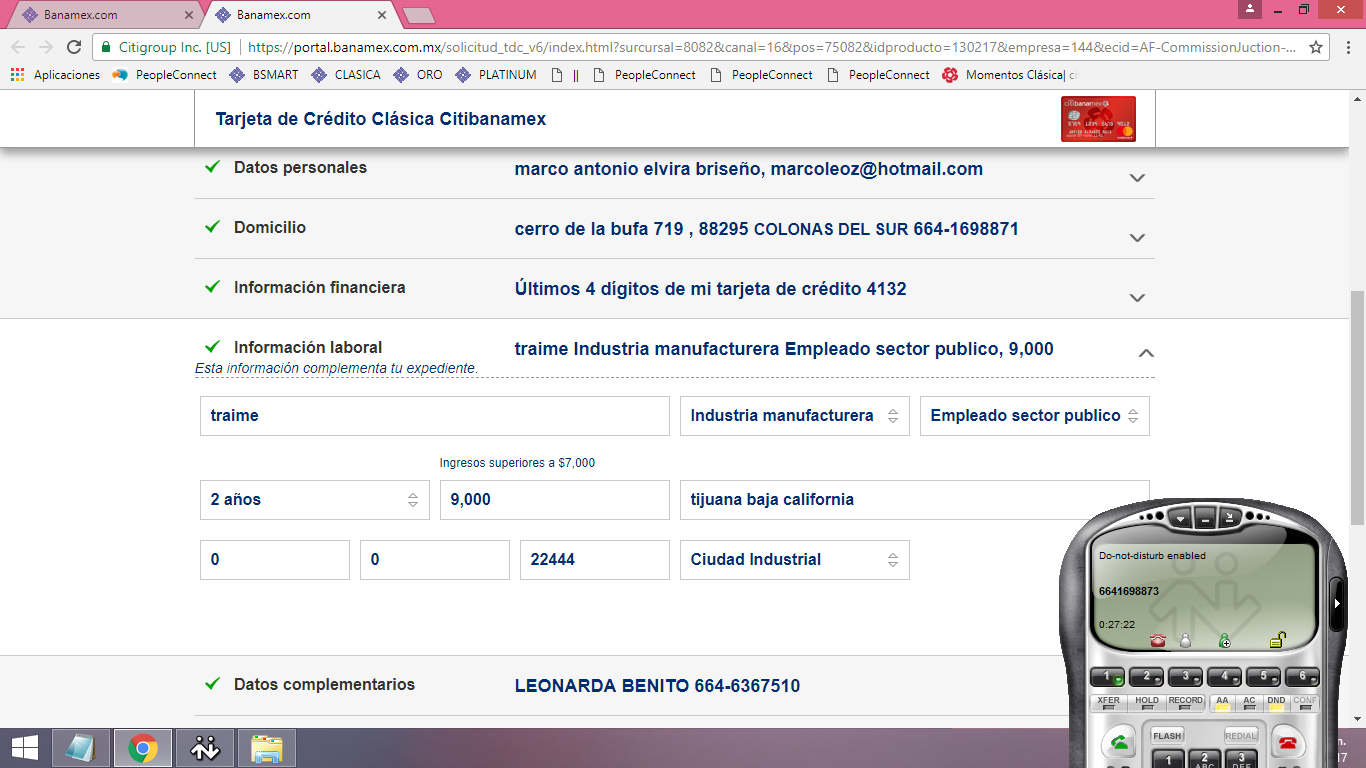 Banamex.com
Banamex.com
Citigroup Inc. [US] https://portal.banamex.com.mx/solicitud_tdc_v6/index.html?sursucal=8082&canal=16&pos=75082&idproducto=130217&empresa=144&ecid=AF-CommissionJuction-...
Aplicaciones PeopleConnect BSMART CLASICA ORO PLATINUM || PeopleConnect PeopleConnect PeopleConnect Momentos Clásica| ci
Tarjeta de Crédito Clásica Citibanamex
citibanamex
Datos personales marco antonio elvira briseño, marcoleoz@hotmail.com
Domicilio cerro de la bufa 719 , 88295 COLONAS DEL SUR 664-1698871
Información financiera Últimos 4 dígitos de mi tarjeta de crédito 4132
Información laboral traime Industria manufacturera Empleado sector publico, 9,000
Esta información complementa tu expediente.
traime Industria manufacturera Empleado sector publico
Ingresos superiores a $7,000
2 años 9,000 tijuana baja california
0 0 22444 Ciudad Industrial
Datos complementarios LEONARDA BENITO 664-6367510
Do-not-disturb enabled
6641698873
0:27:22
1 2 3 4 5 6
XFER HOLD RECORD AA AC DND CONF
FLASH REDIAL
1 2 3
ABC DEF
n.
17